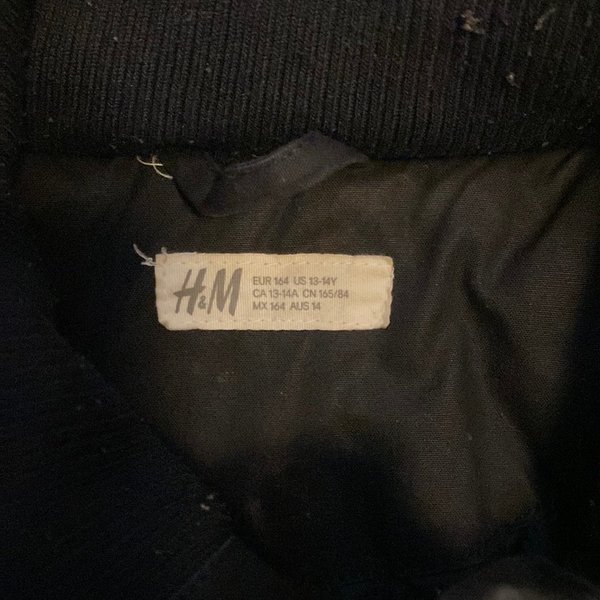 H&M
EUR 164 US 13-14Y
CA 13-14A CN 165/84
MX 164 AUS 14